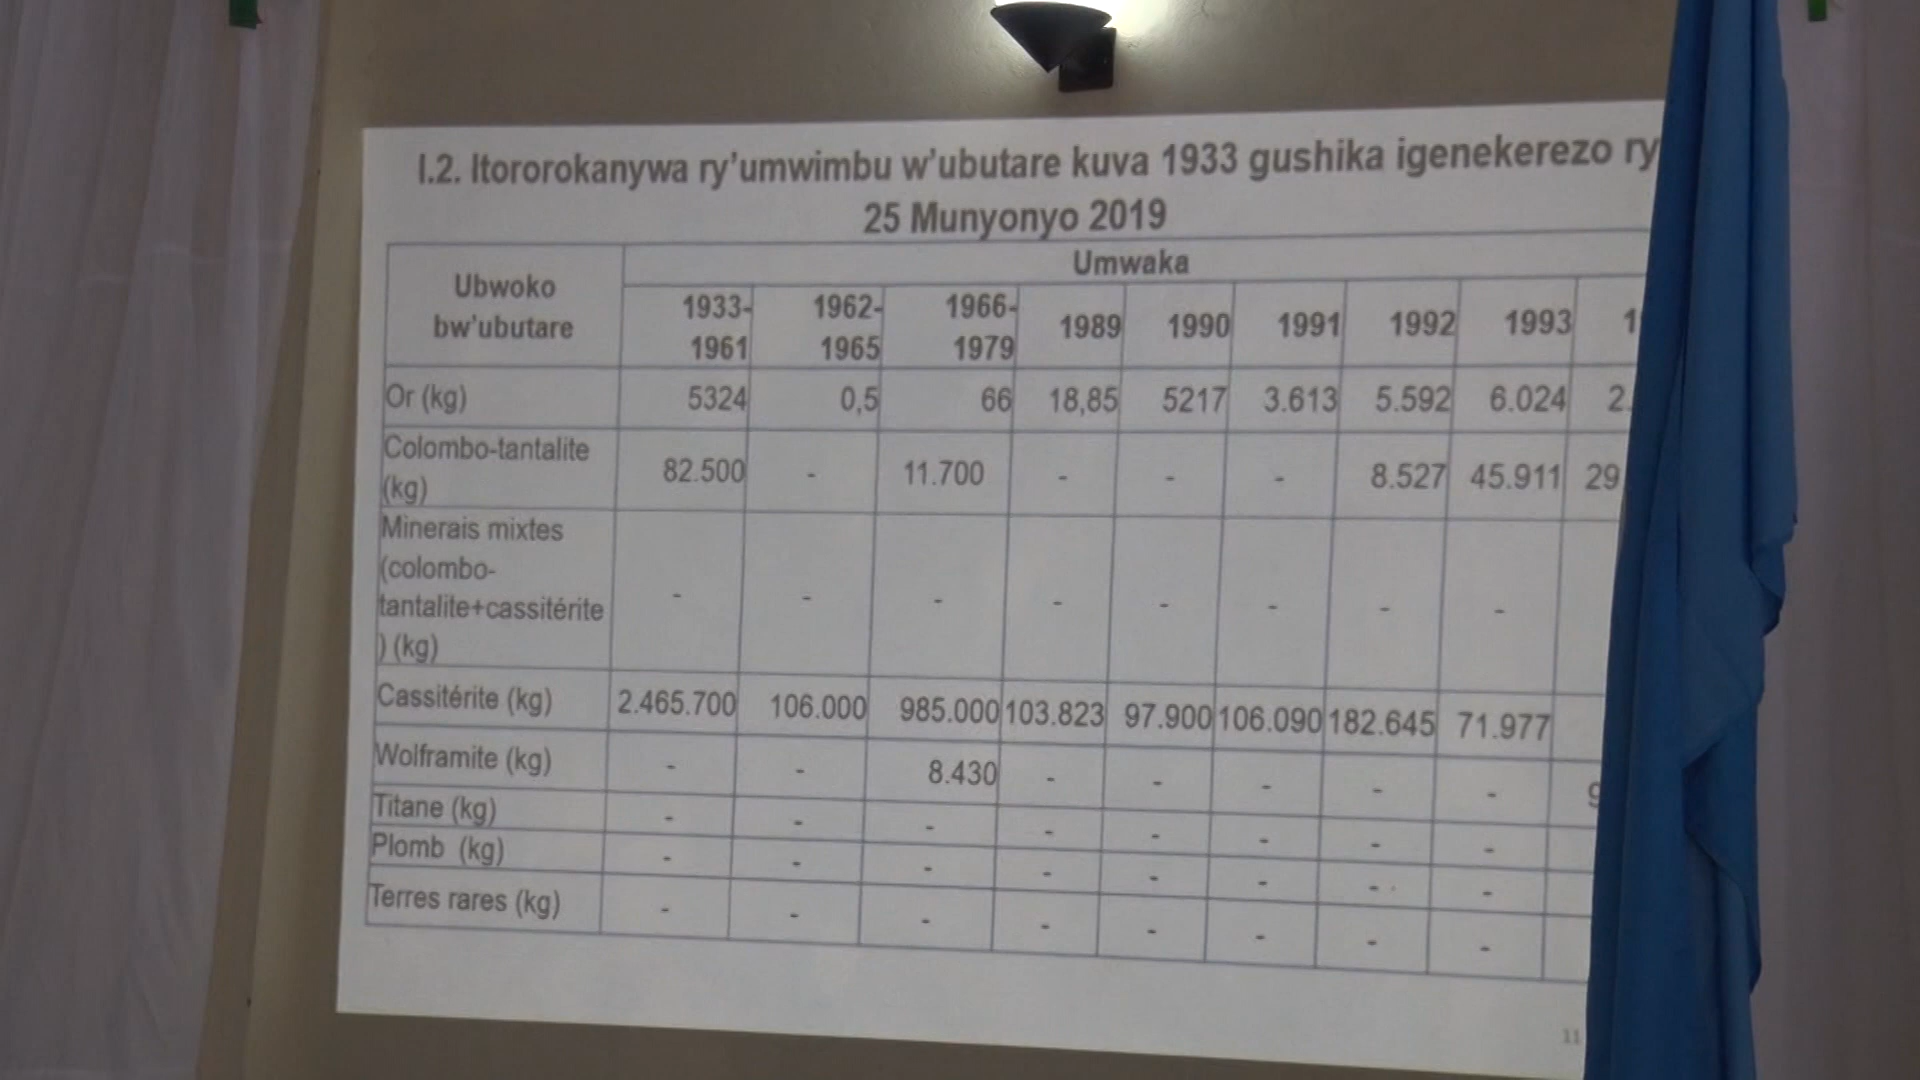 I.2. Itororokanywa ry'umwimbu w'ubutare kuva 1933 gushika igenekerezo ry
25 Munyonyo 2019
Ubwoko bw'ubutare Umwaka
1933-1961 1962-1965 1966-1979 1989 1990 1991 1992 1993
Or (kg) 5324 0,5 66 18,85 5217 3.613 5.592 6.024
Colombo-tantalite (kg) 82.500 - 11.700 - - - 8.527 45.911
Minerais mixtes (colombo-tantalite+cassitérite) (kg) - - - - - - - -
Cassitérite (kg) 2.465.700 106.000 985.000 103.823 97.900 106.090 182.645 71.977
Wolframite (kg) - - 8.430 - - - - -
Titane (kg) - - - - - - - -
Plomb (kg) - - - - - - - -
Terres rares (kg) - - - - - - - -
11